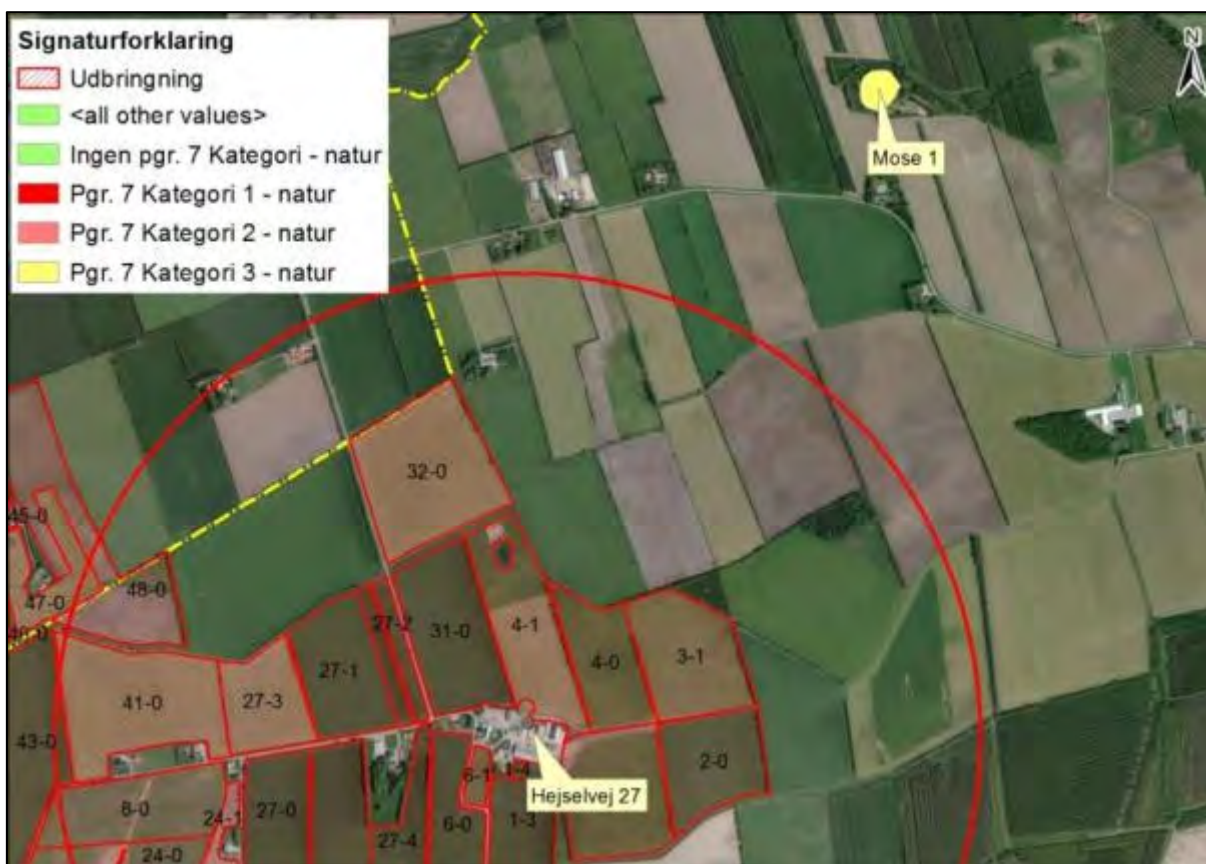 Signaturforklaring
Udbringning
<all other values>
Ingen pgr. 7 Kategori - natur
Pgr. 7 Kategori 1 - natur
Pgr. 7 Kategori 2 - natur
Pgr. 7 Kategori 3 - natur
N
Mose 1
32-0
45-0
48-0
47-0
27-2
31-0
4-1
27-1
4-0
3-1
41-0
27-3
43-0
2-0
6-1
1-4
Hejselvej 27
8-0
24-1
27-0
27-4
6-0
1-3
24-0